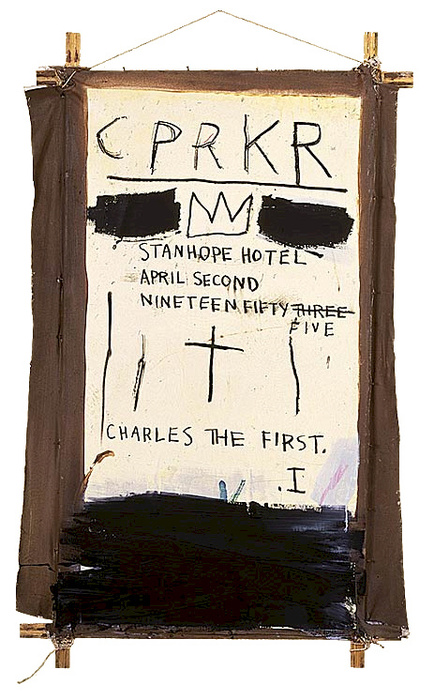 CPRKR
STANHOPE HOTEL
APRIL SECOND
NINETEEN FIFTY THREE
FIVE
CHARLES THE FIRST.
.I